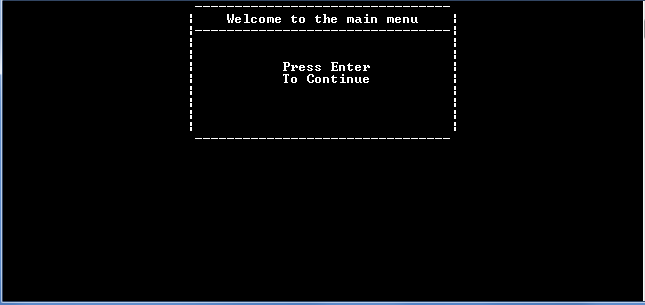 Welcome to the main menu
Press Enter
To Continue